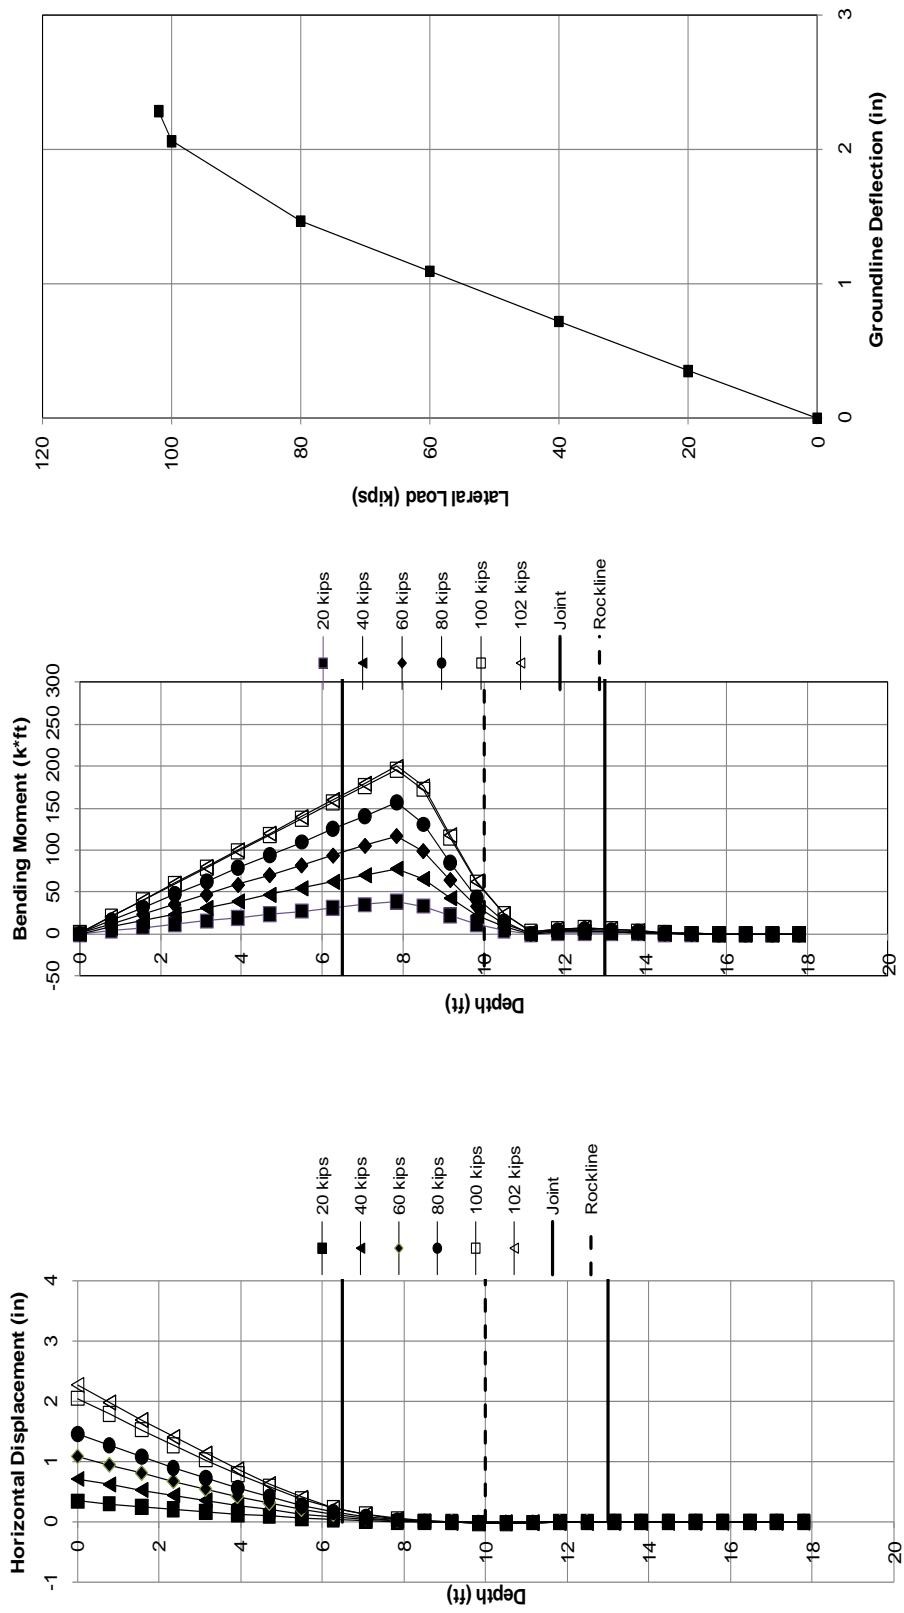 Horizontal Displacement (in)
-1 0 1 2 3 4
0
2
4
6
8
10
12
14
16
18
20
Depth (ft)
20 kips
40 kips
60 kips
80 kips
100 kips
102 kips
Joint
Rockline
Bending Moment (k*ft)
-50 0 50 100 150 200 250 300
0
2
4
6
8
10
12
14
16
18
20
Depth (ft)
20 kips
40 kips
60 kips
80 kips
100 kips
102 kips
Joint
Rockline
Lateral Load (kips)
120
100
80
60
40
20
0
0 1 2 3
Groundline Deflection (in)